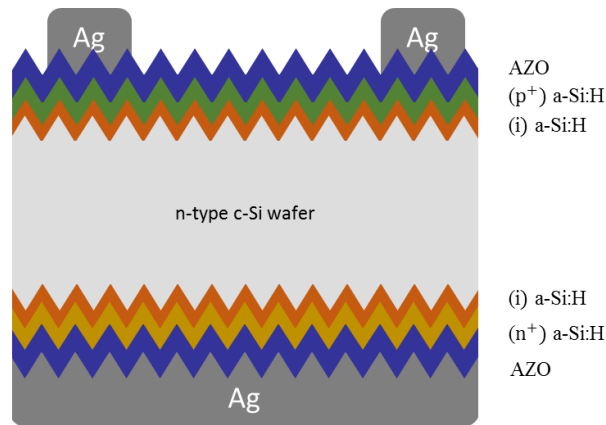 Ag Ag
AZO
(p⁺) a-Si:H
(i) a-Si:H
n-type c-Si wafer
(i) a-Si:H
(n⁺) a-Si:H
AZO
Ag